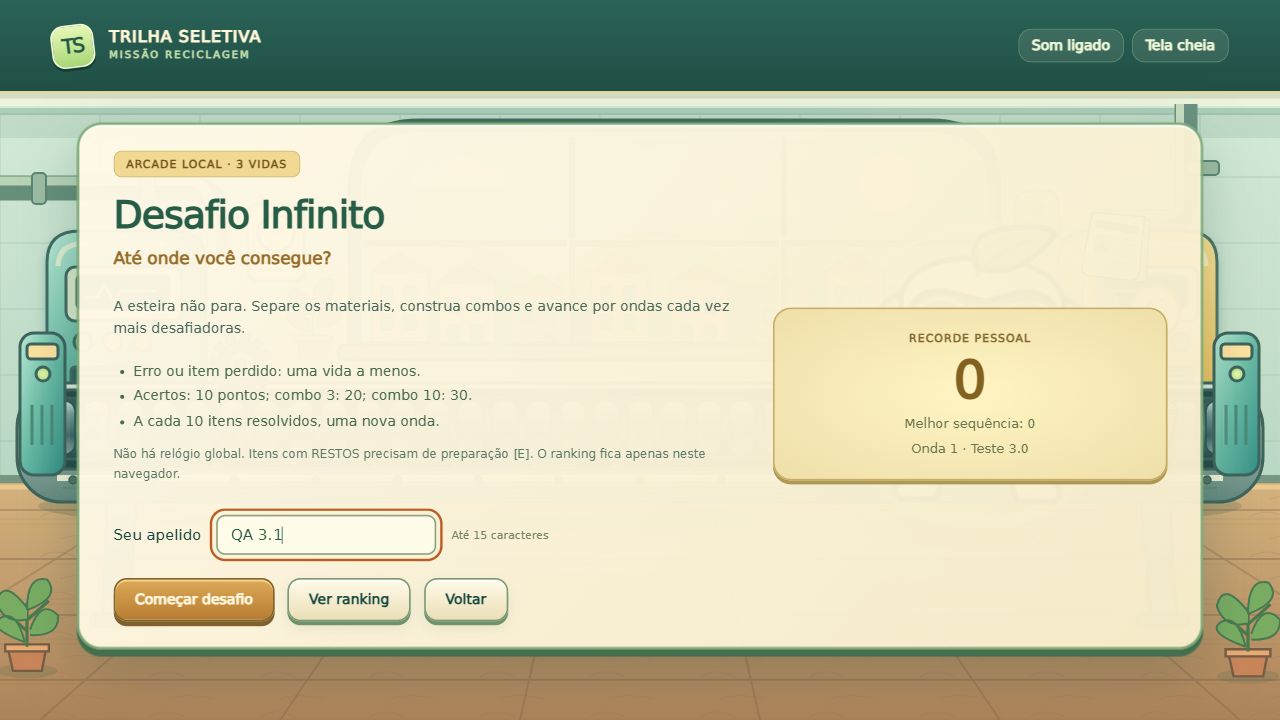 TS
TRILHA SELETIVA
MISSÃO RECICLAGEM
Som ligado
Tela cheia
ARCADE LOCAL · 3 VIDAS
Desafio Infinito
Até onde você consegue?
A esteira não para. Separe os materiais, construa combos e avance por ondas cada vez
mais desafiadoras.
• Erro ou item perdido: uma vida a menos.
• Acertos: 10 pontos; combo 3: 20; combo 10: 30.
• A cada 10 itens resolvidos, uma nova onda.
Não há relógio global. Itens com RESTOS precisam de preparação [E]. O ranking fica apenas neste
navegador.
RECORDE PESSOAL
0
Melhor sequência: 0
Onda 1 · Teste 3.0
Seu apelido
QA 3.1
Até 15 caracteres
Começar desafio
Ver ranking
Voltar